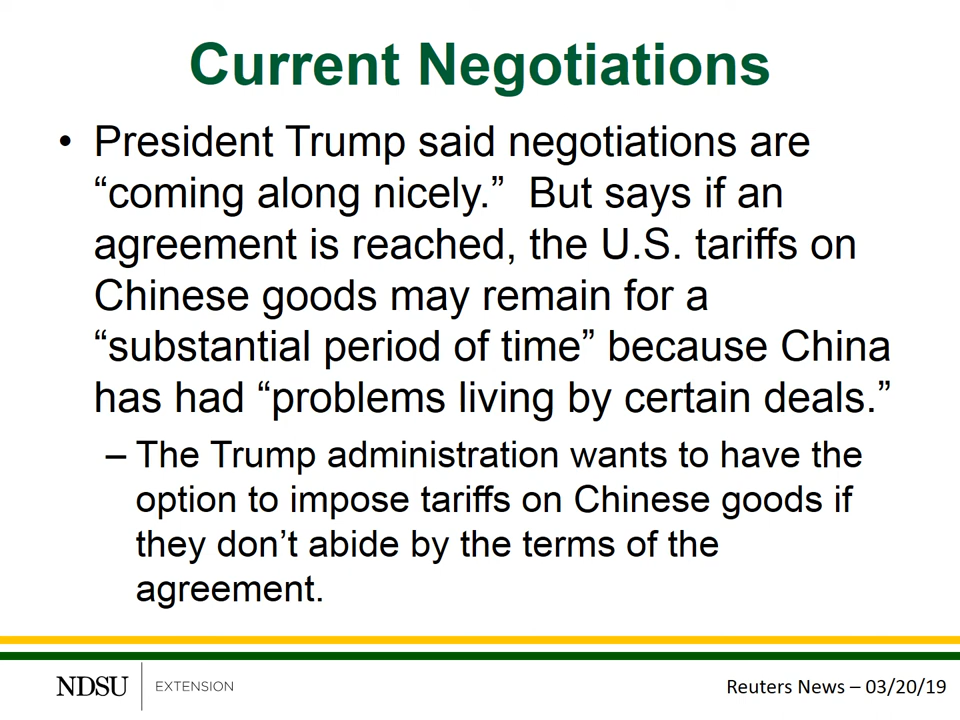 Current Negotiations
• President Trump said negotiations are
“coming along nicely.”  But says if an
agreement is reached, the U.S. tariffs on
Chinese goods may remain for a
“substantial period of time” because China
has had “problems living by certain deals.”
– The Trump administration wants to have the
option to impose tariffs on Chinese goods if
they don’t abide by the terms of the
agreement.
NDSU EXTENSION
Reuters News – 03/20/19